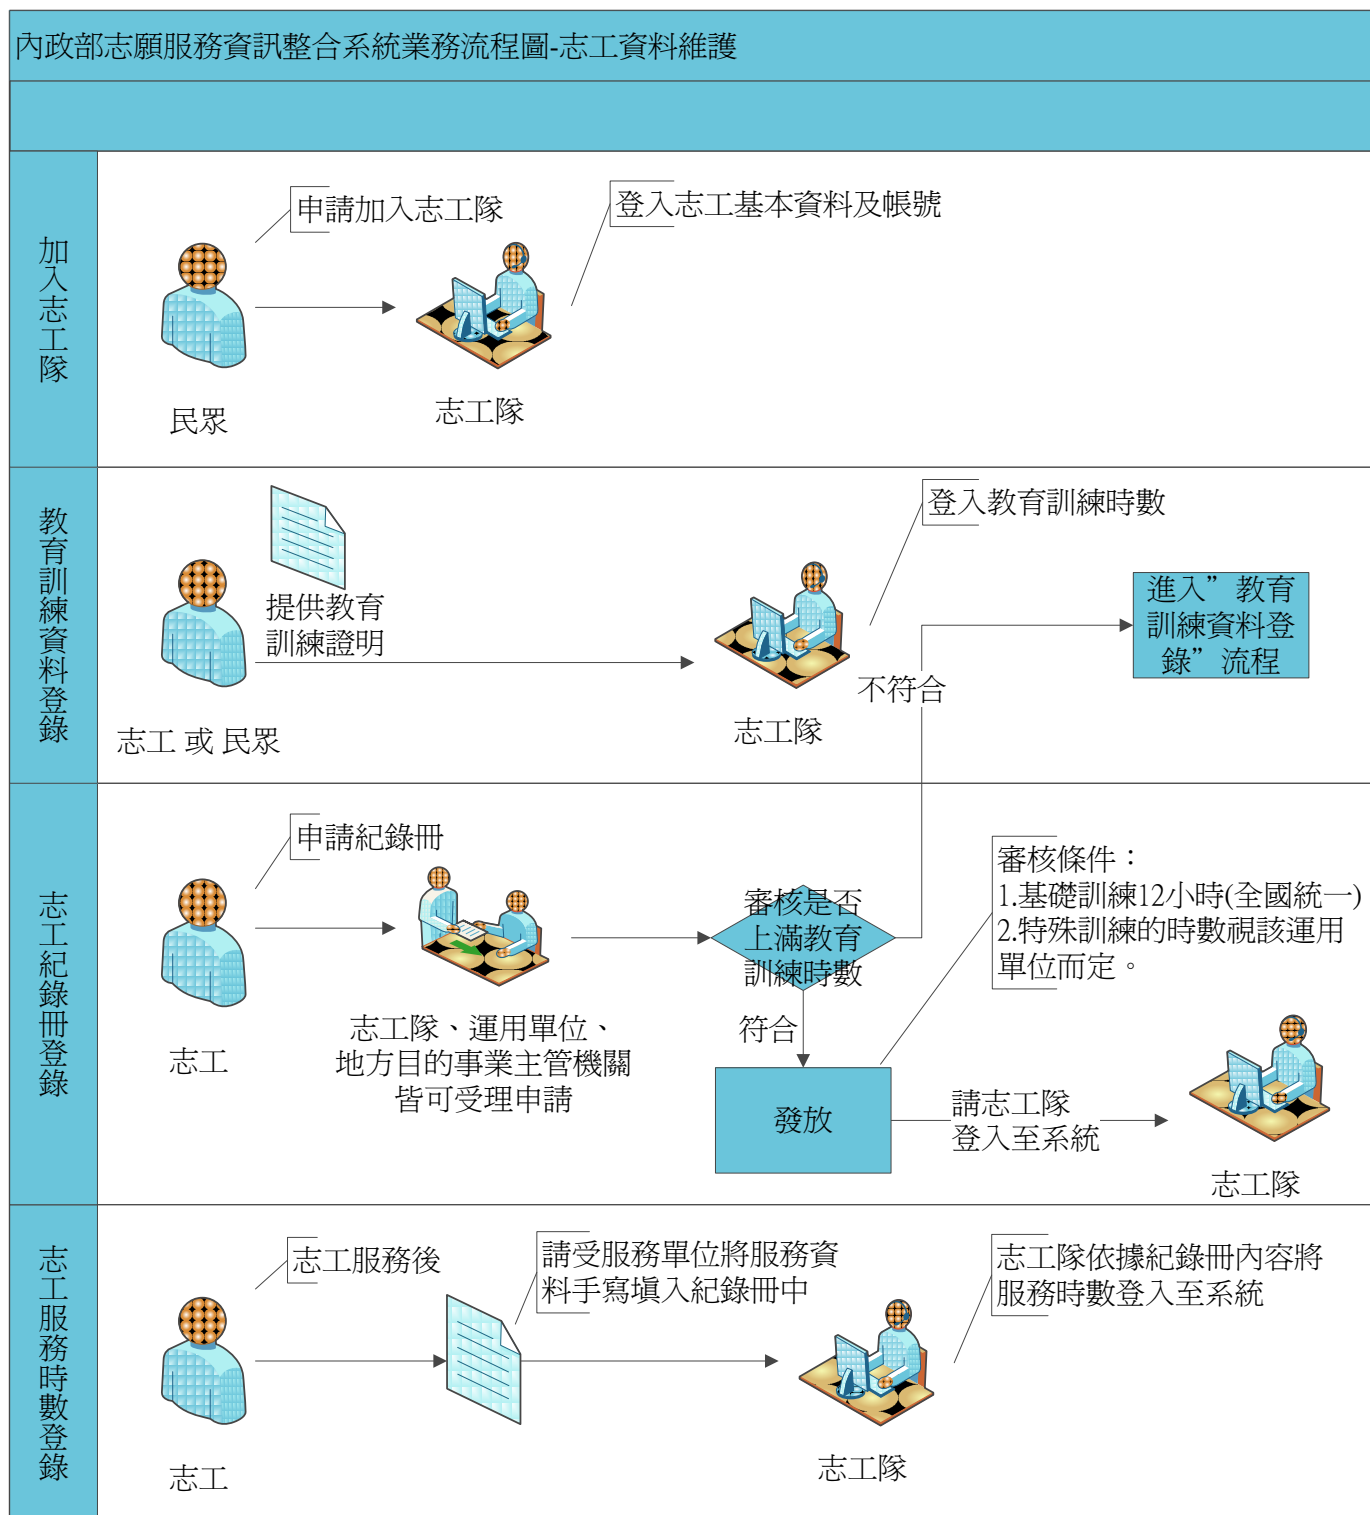 內政部志願服務資訊整合系統業務流程圖-志工資料維護
加入志工隊
申請加入志工隊
登入志工基本資料及帳號
民眾
志工隊
教育訓練資料登錄
提供教育
訓練證明
志工 或 民眾
登入教育訓練時數
志工隊
不符合
進入”教育
訓練資料登
錄”流程
志工紀錄冊登錄
申請紀錄冊
志工
志工隊、運用單位、
地方目的事業主管機關
皆可受理申請
審核是否
上滿教育
訓練時數
符合
審核條件：
1.基礎訓練12小時(全國統一)
2.特殊訓練的時數視該運用
單位而定。
發放
請志工隊
登入至系統
志工隊
志工服務時數登錄
志工服務後
志工
請受服務單位將服務資
料手寫填入紀錄冊中
志工隊
志工隊依據紀錄冊內容將
服務時數登入至系統